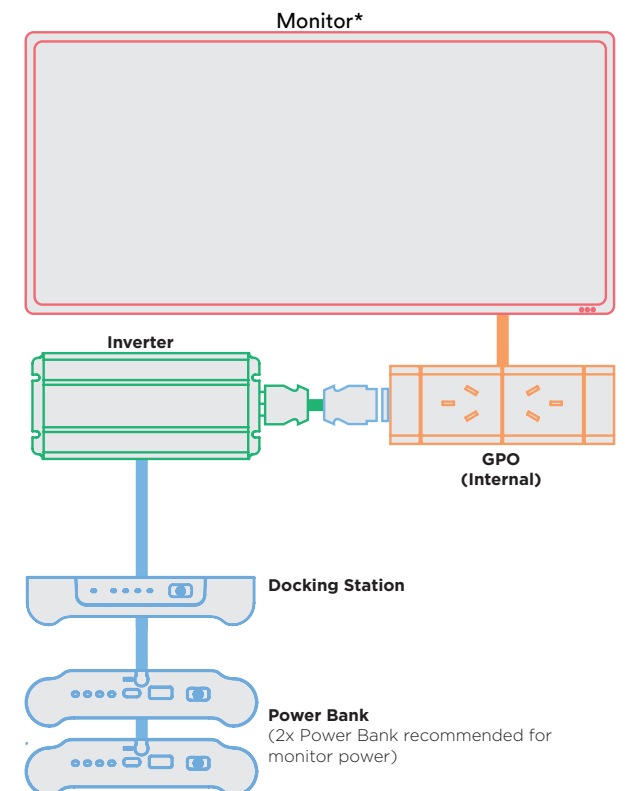 Monitor*
Inverter
GPO
(Internal)
Docking Station
Power Bank
(2x Power Bank recommended for
monitor power)